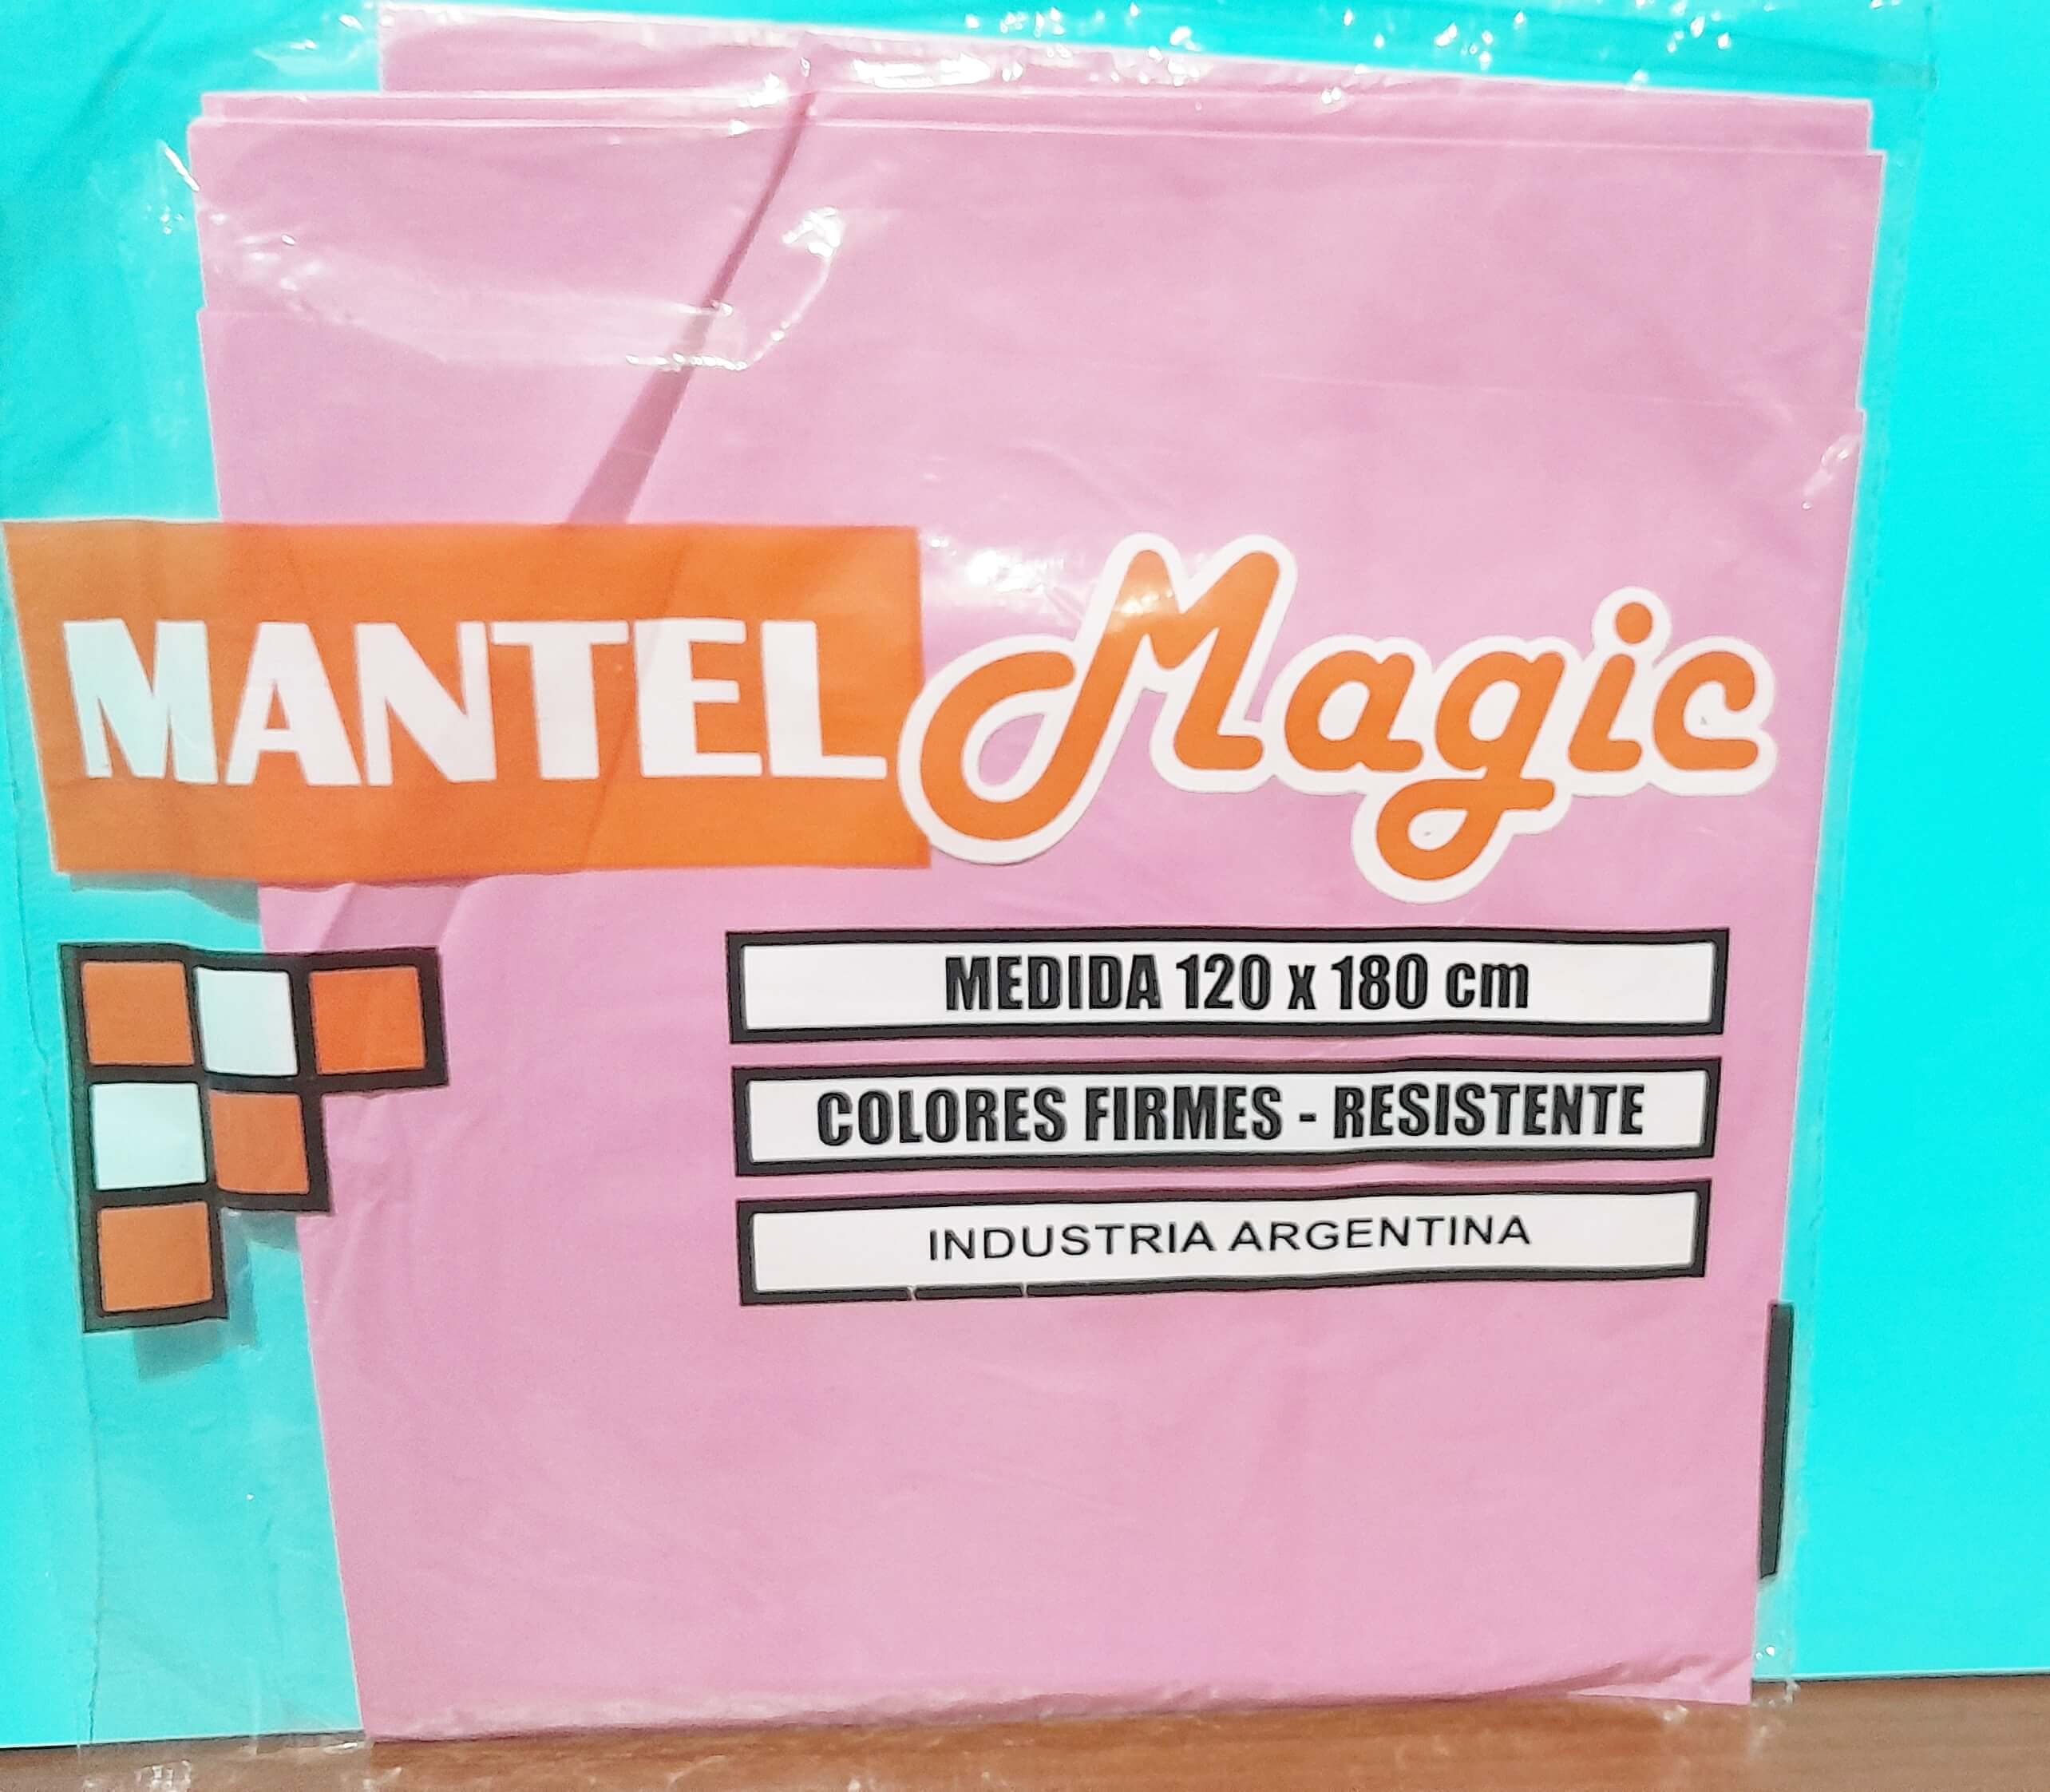 MANTEL Magic
MEDIDA 120 x 180 cm
COLORES FIRMES - RESISTENTE
INDUSTRIA ARGENTINA